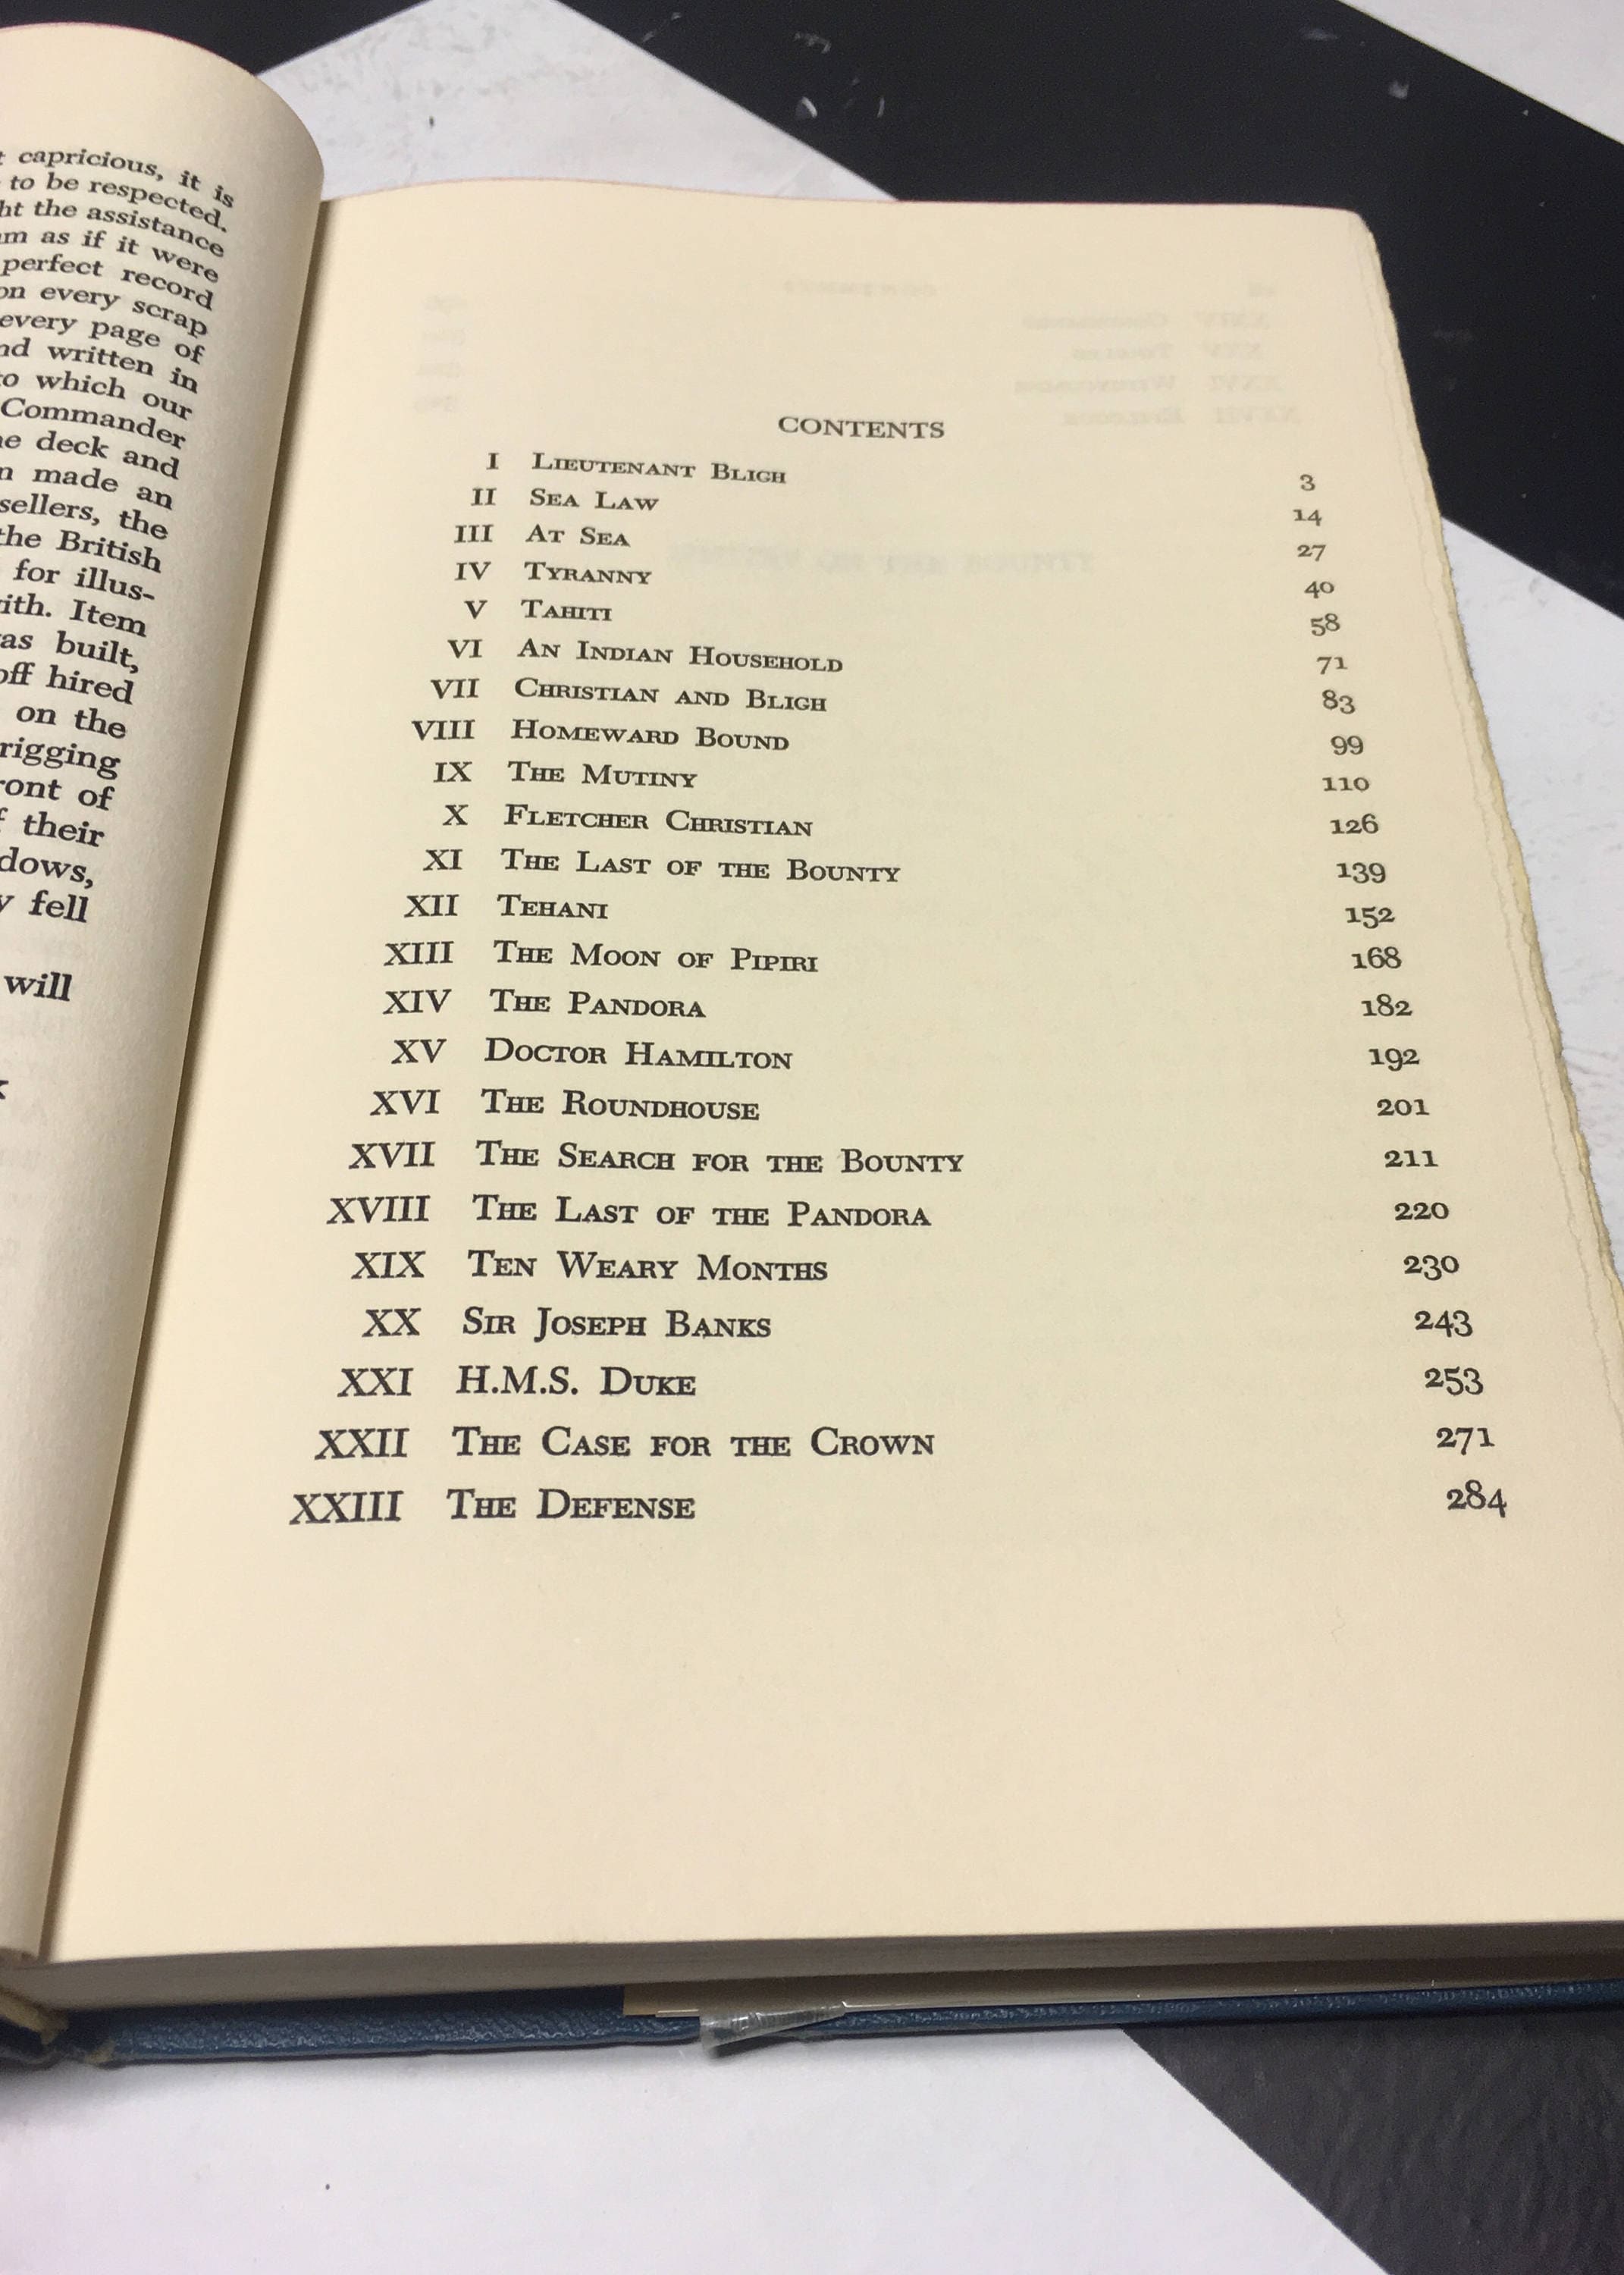 capricious, it is
to be respected.
the assistance
as if it were
perfect record
on every scrap
every page of
written in
to which our
Commander
deck and
made an
sellers, the
the British
for illus-
Item
was built,
off hired
on the
rigging
front of
their
fell
will
CONTENTS
I LIEUTENANT BLIGH 3
II SEA LAW 14
III AT SEA 27
IV TYRANNY 40
V TAHITI 58
VI AN INDIAN HOUSEHOLD 71
VII CHRISTIAN AND BLIGH 83
VIII HOMEWARD BOUND 99
IX THE MUTINY 110
X FLETCHER CHRISTIAN 126
XI THE LAST OF THE BOUNTY 139
XII TEHANI 152
XIII THE MOON OF PIPIRI 168
XIV THE PANDORA 182
XV DOCTOR HAMILTON 192
XVI THE ROUNDHOUSE 201
XVII THE SEARCH FOR THE BOUNTY 211
XVIII THE LAST OF THE PANDORA 220
XIX TEN WEARY MONTHS 230
XX SIR JOSEPH BANKS 243
XXI H.M.S. DUKE 253
XXII THE CASE FOR THE CROWN 271
XXIII THE DEFENSE 284